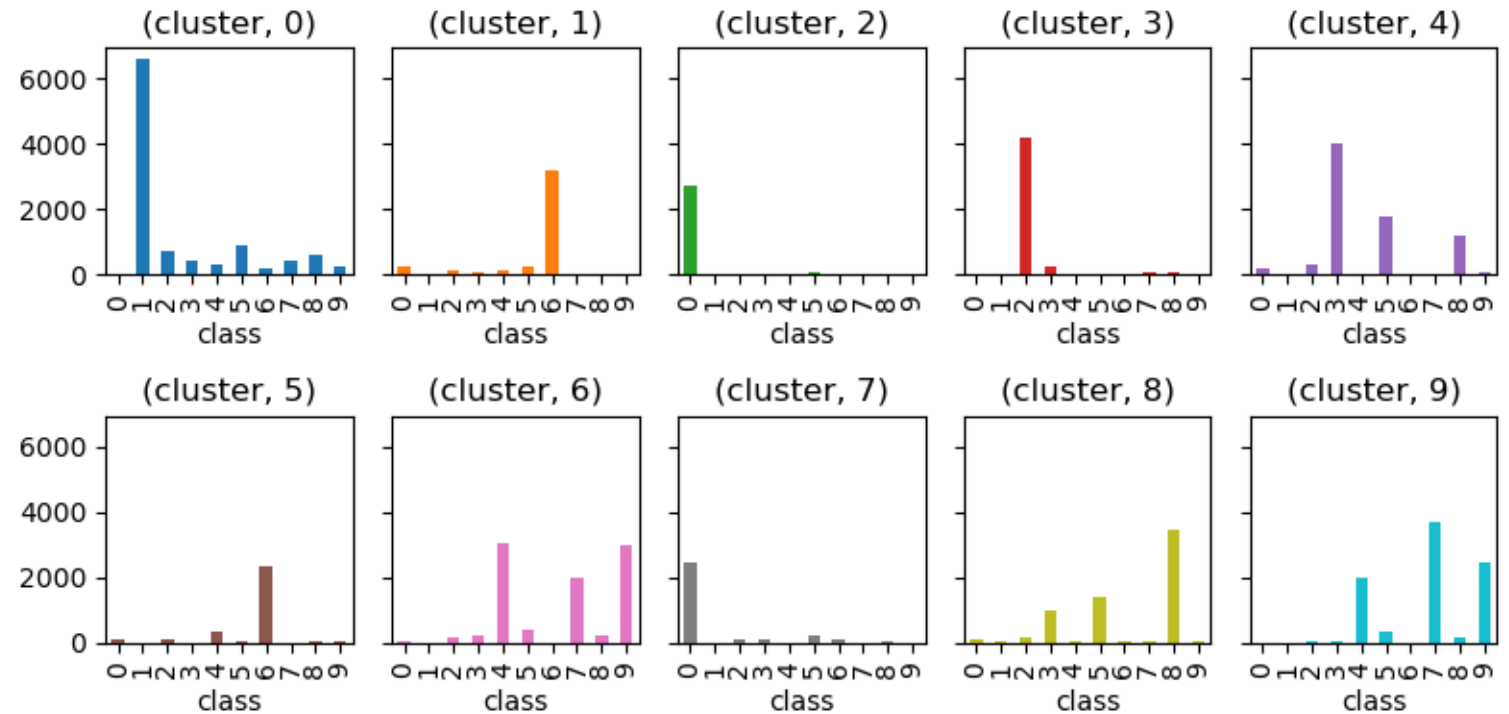 (cluster, 0) (cluster, 1) (cluster, 2) (cluster, 3) (cluster, 4)
6000
4000
2000
0
0 1 2 3 4 5 6 7 8 9 0 1 2 3 4 5 6 7 8 9 0 1 2 3 4 5 6 7 8 9 0 1 2 3 4 5 6 7 8 9 0 1 2 3 4 5 6 7 8 9
class class class class class
(cluster, 5) (cluster, 6) (cluster, 7) (cluster, 8) (cluster, 9)
6000
4000
2000
0
0 1 2 3 4 5 6 7 8 9 0 1 2 3 4 5 6 7 8 9 0 1 2 3 4 5 6 7 8 9 0 1 2 3 4 5 6 7 8 9 0 1 2 3 4 5 6 7 8 9
class class class class class